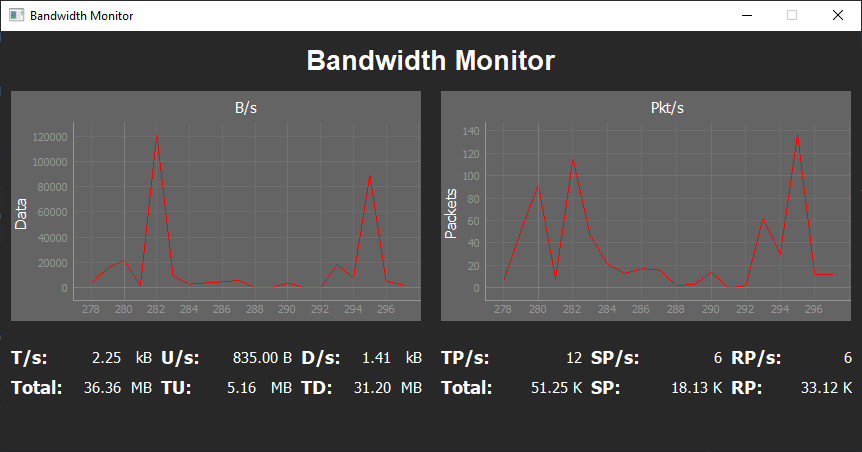 Bandwidth Monitor
Bandwidth Monitor
B/s
Data
120000
100000
80000
60000
40000
20000
0
278 280 282 284 286 288 290 292 294 296
Pkt/s
Packets
140
120
100
80
60
40
20
0
278 280 282 284 286 288 290 292 294 296
T/s: 2.25 kB U/s: 835.00 B D/s: 1.41 kB TP/s: 12 SP/s: 6 RP/s: 6
Total: 36.36 MB TU: 5.16 MB TD: 31.20 MB Total: 51.25 K SP: 18.13 K RP: 33.12 K